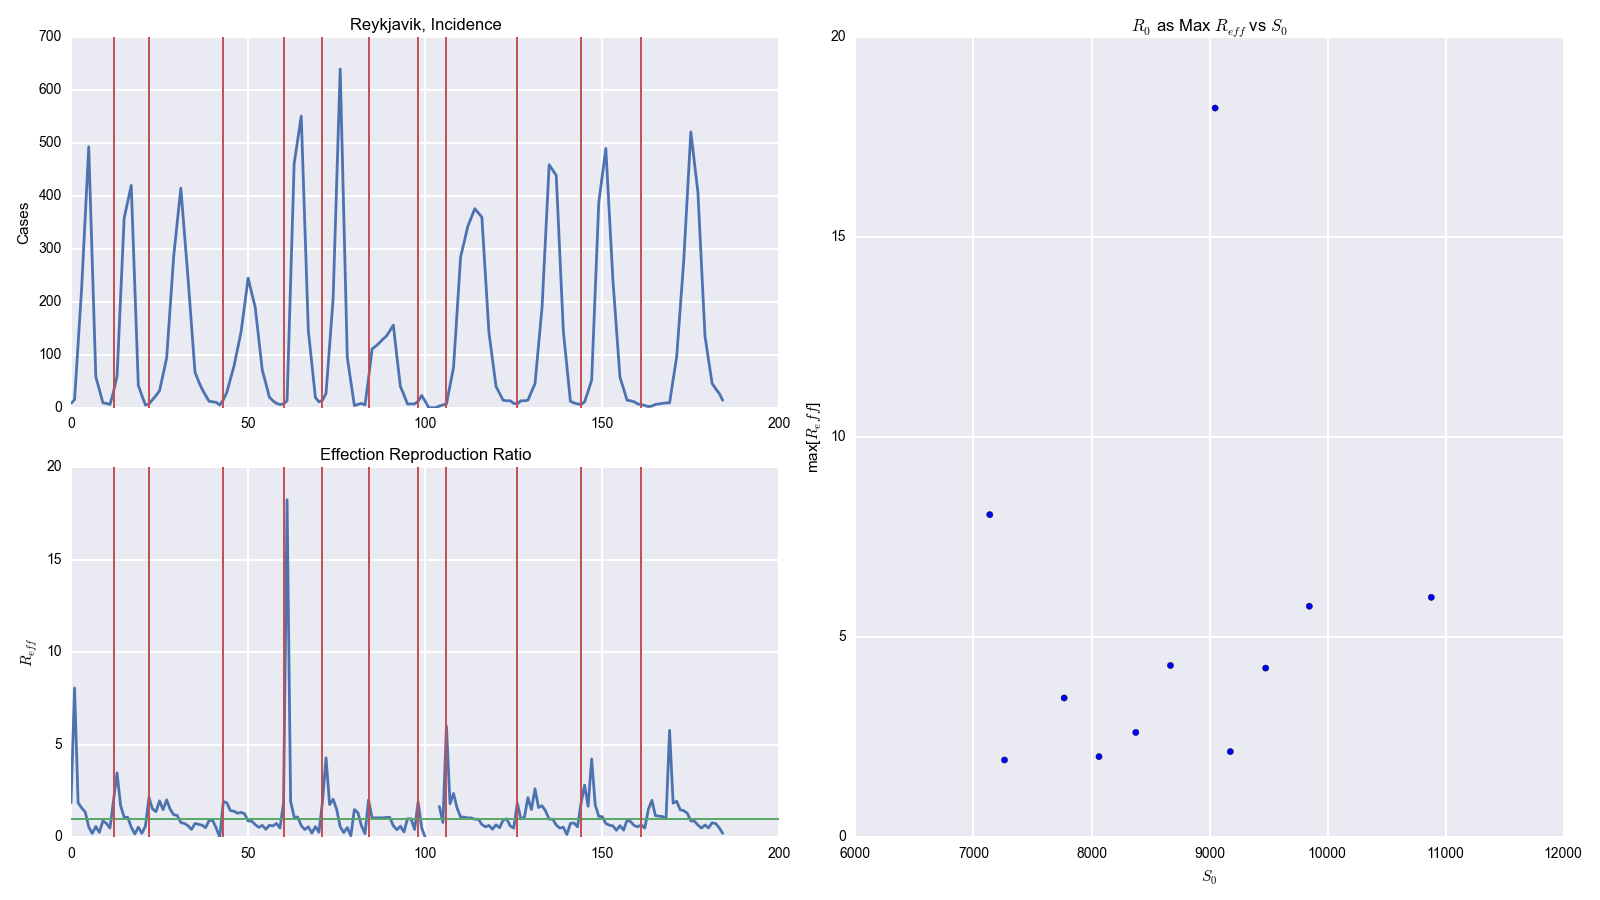 Reykjavik, Incidence
700
600
500
400
300
200
100
0
Cases
0 50 100 150 200
Effection Reproduction Ratio
20
15
10
5
0
R_eff
0 50 100 150 200
R_0 as Max R_eff vs S_0
20
15
10
5
0
max[R_eff]
6000 7000 8000 9000 10000 11000 12000
S_0